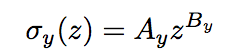 σ_y(z) = A_y z^{B_y}